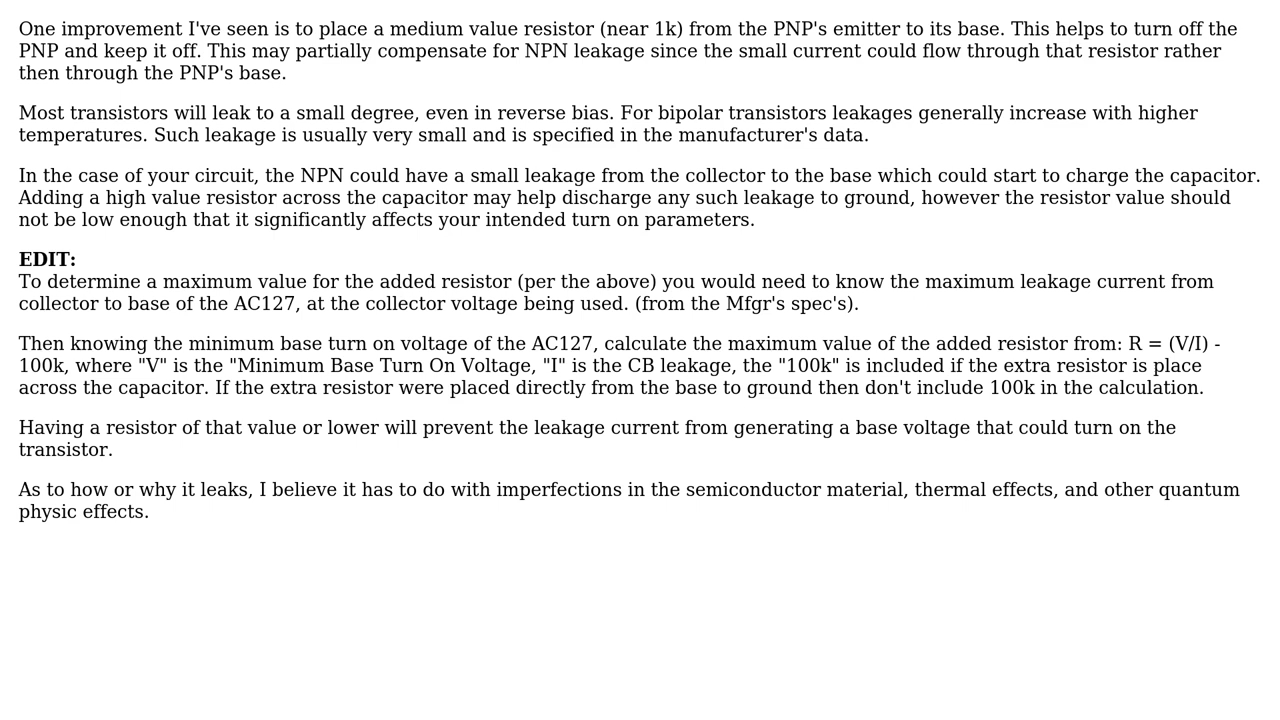 One improvement I've seen is to place a medium value resistor (near 1k) from the PNP's emitter to its base. This helps to turn off the
PNP and keep it off. This may partially compensate for NPN leakage since the small current could flow through that resistor rather
then through the PNP's base.
Most transistors will leak to a small degree, even in reverse bias. For bipolar transistors leakages generally increase with higher
temperatures. Such leakage is usually very small and is specified in the manufacturer's data.
In the case of your circuit, the NPN could have a small leakage from the collector to the base which could start to charge the capacitor.
Adding a high value resistor across the capacitor may help discharge any such leakage to ground, however the resistor value should
not be low enough that it significantly affects your intended turn on parameters.
EDIT:
To determine a maximum value for the added resistor (per the above) you would need to know the maximum leakage current from
collector to base of the AC127, at the collector voltage being used. (from the Mfgr's spec's).
Then knowing the minimum base turn on voltage of the AC127, calculate the maximum value of the added resistor from: R = (V/I) -
100k, where "V" is the "Minimum Base Turn On Voltage, "I" is the CB leakage, the "100k" is included if the extra resistor is place
across the capacitor. If the extra resistor were placed directly from the base to ground then don't include 100k in the calculation.
Having a resistor of that value or lower will prevent the leakage current from generating a base voltage that could turn on the
transistor.
As to how or why it leaks, I believe it has to do with imperfections in the semiconductor material, thermal effects, and other quantum
physic effects.